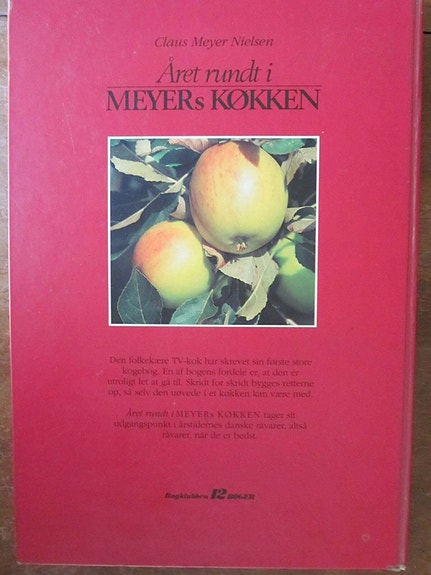 Claus Meyer Nielsen
Året rundt i
MEYERs KØKKEN
Den folkekære TV-kok har skrevet sin første store
kogebog. En af bogens fordele er, at den er
utroligt let at gå til. Skridt for skridt bygges retterne
op, så selv den uøvede i et køkken kan være med.
Året rundt i MEYERs KØKKEN tager sit
udgangspunkt i årstidernes danske råvarer, altså
råvarer, når de er bedst.
Bogklubben 12 BØGER